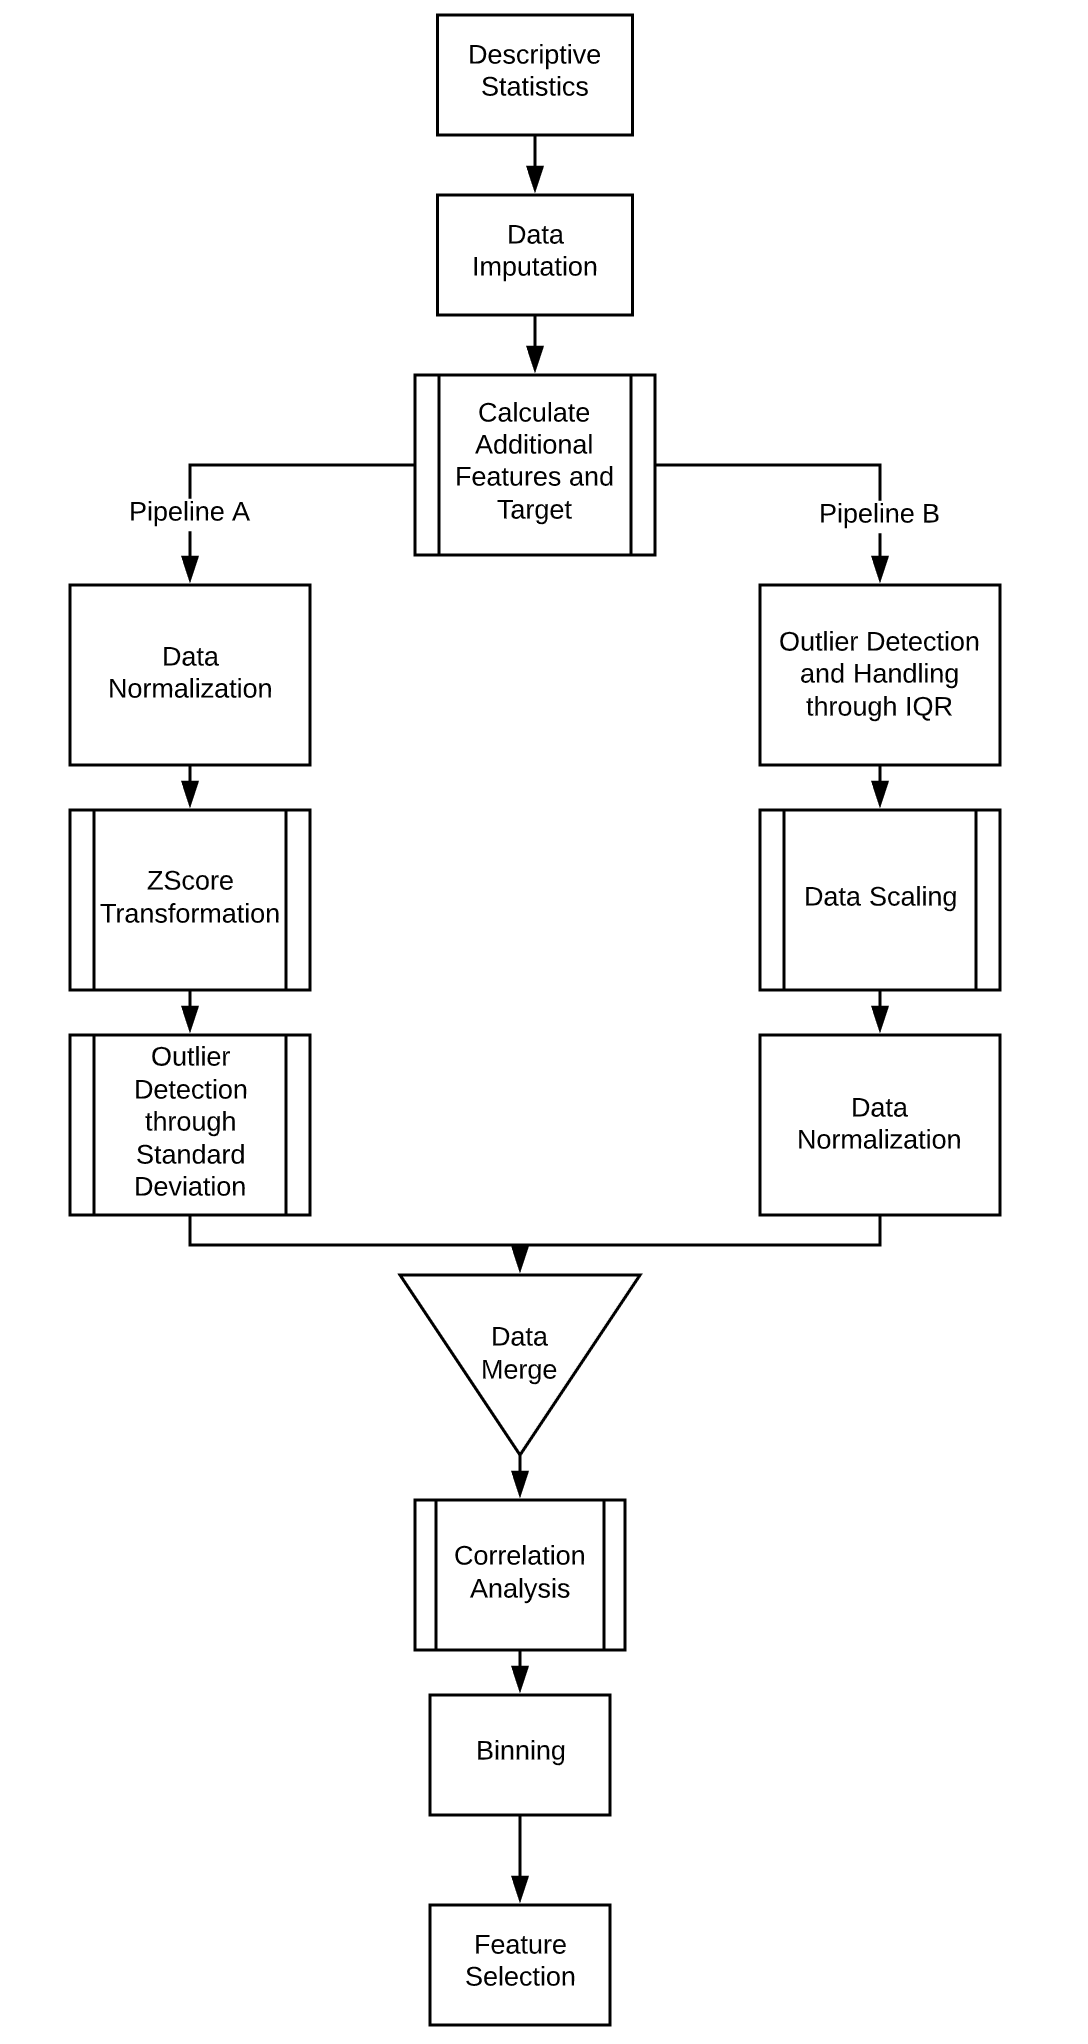 Descriptive
Statistics
Data
Imputation
Calculate
Additional
Features and
Target
Pipeline A
Pipeline B
Data
Normalization
Outlier Detection
and Handling
through IQR
ZScore
Transformation
Data Scaling
Outlier
Detection
through
Standard
Deviation
Data
Normalization
Data
Merge
Correlation
Analysis
Binning
Feature
Selection